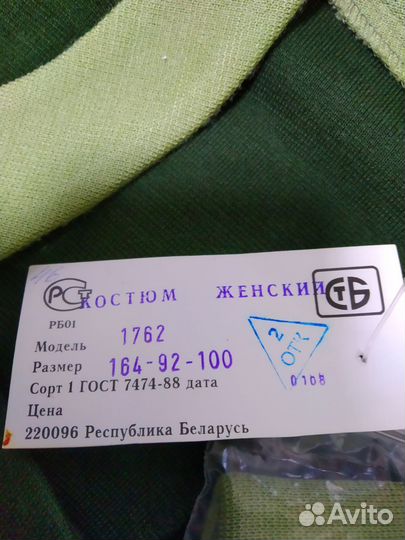 РСТ КОСТЮМ ЖЕНСКИЙ СТБ
РБ01
Модель 1762
Размер 164-92-100
2 ОТК
0108
Сорт 1 ГОСТ 7474-88 дата
Цена
220096 Республика Беларусь
Avito